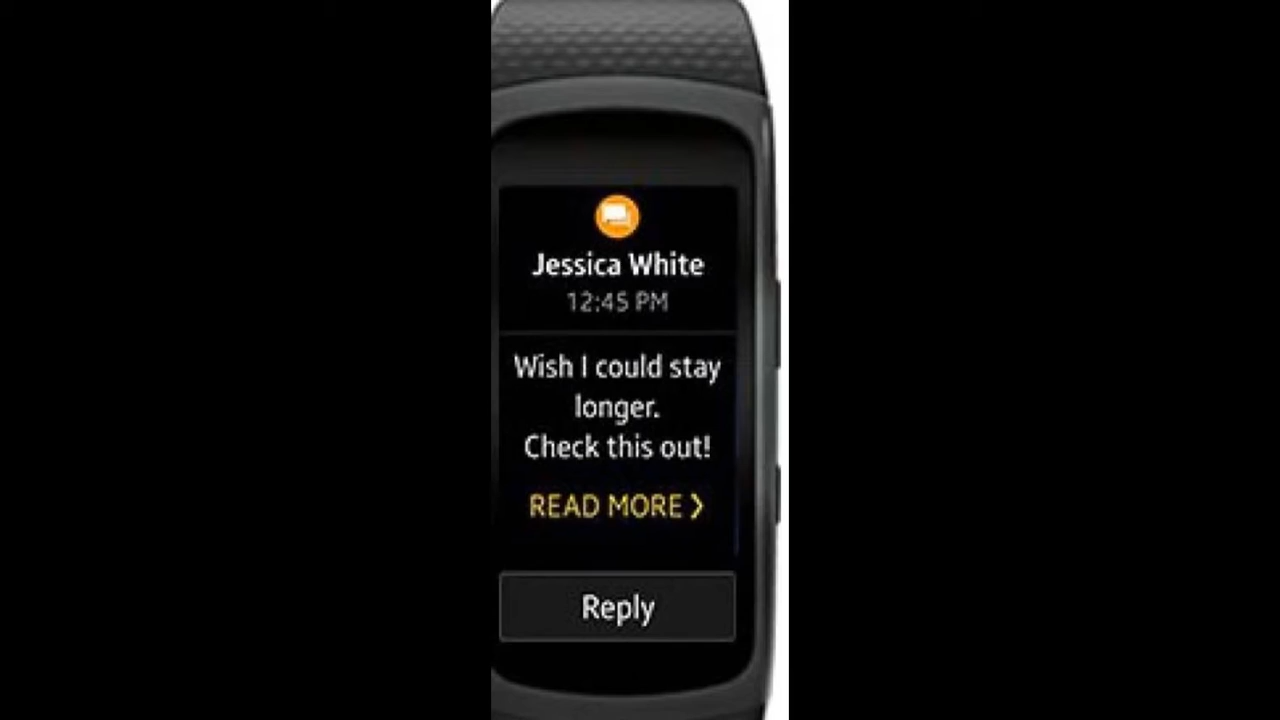 Jessica White
12:45 PM
Wish I could stay
longer.
Check this out!
READ MORE >
Reply